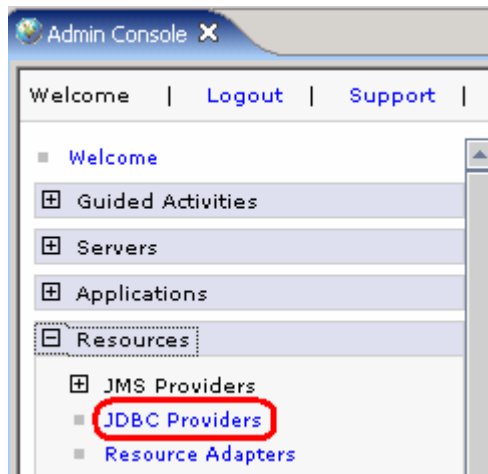 Admin Console
Welcome | Logout | Support |
Welcome
Guided Activities
Servers
Applications
Resources
JMS Providers
JDBC Providers
Resource Adapters